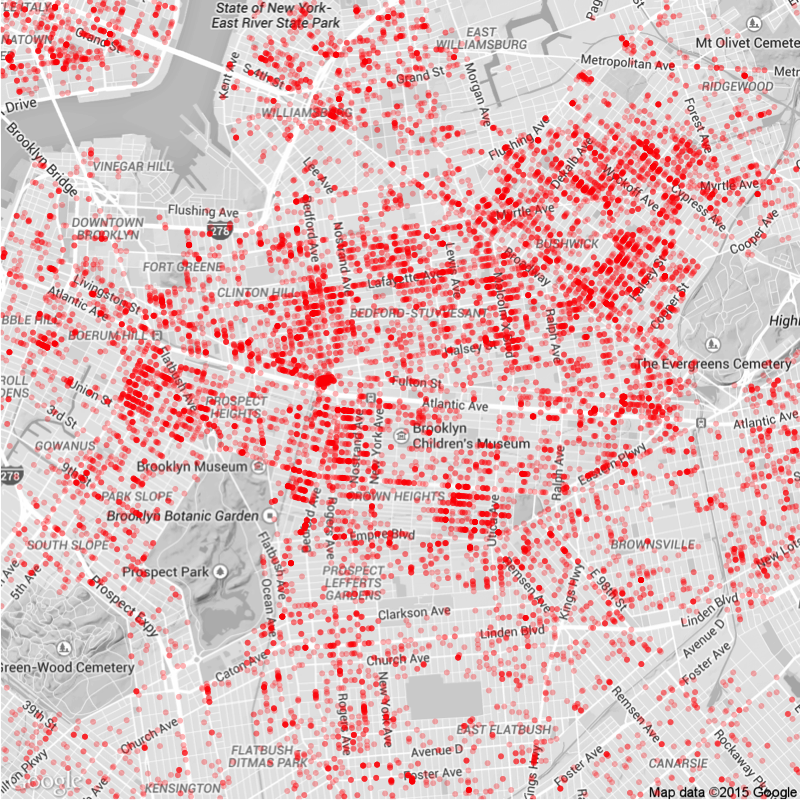 State of New York-
East River State Park
Grand St
Drive
Kent Ave
S 4th St
Grand St
EAST
WILLIAMSBURG
Morgan Ave
Metropolitan Ave
Mt Olivet Cemete
RIDGEWOOD
Metr
Forest Ave
WILLIAMSBURG
Brooklyn Bridge
VINEGAR HILL
Lee Ave
Flushing Ave
Dekalb Ave
Wyckoff Ave
Cypress Ave
Myrtle Ave
Flushing Ave
278
Bedford Ave
Nostrand Ave
Myrtle Ave
BUSHWICK
Cooper Ave
DOWNTOWN
BROOKLYN
FORT GREENE
Lewis Ave
Broadway
Halsey St
Livingston St
Atlantic Ave
CLINTON HILL
Lafayette Ave
Malcolm X Blvd
Cooper St
BEDFORD-STUYVESANT
Ralph Ave
BBLE HILL
BOERUM HILL
Halsey St
High
The Evergreens Cemetery
Flatbush Ave
Union St
Fulton St
Atlantic Ave
ROLL
DENS
3rd St
PROSPECT
HEIGHTS
Brooklyn
Children's Museum
Atlantic Ave
GOWANUS
Nostrand Ave
New York Ave
9th St
278
Brooklyn Museum
Eastern Pkwy
Ralph Ave
PARK SLOPE
CROWN HEIGHTS
Brooklyn Botanic Garden
Bedford Ave
Rogers Ave
Utica Ave
Empire Blvd
SOUTH SLOPE
BROWNSVILLE
New Lots
Prospect Park
Flatbush Ave
Ocean Ave
PROSPECT
LEFFERTS
GARDENS
Remsen Ave
Kings Hwy
E 98th St
5th Ave
Prospect Expy
Clarkson Ave
Linden Blvd
Linden Blvd
Avenue D
Foster Ave
Green-Wood Cemetery
Caton Ave
Church Ave
39th St
Church Ave
Rogers Ave
New York Ave
Remsen Ave
EAST FLATBUSH
Rockaway
FLATBUSH -
DITMAS PARK
Avenue D
Foster Ave
Kings Hwy
Foster Ave
CANARSIE
KENSINGTON
Google
Map data ©2015 Google